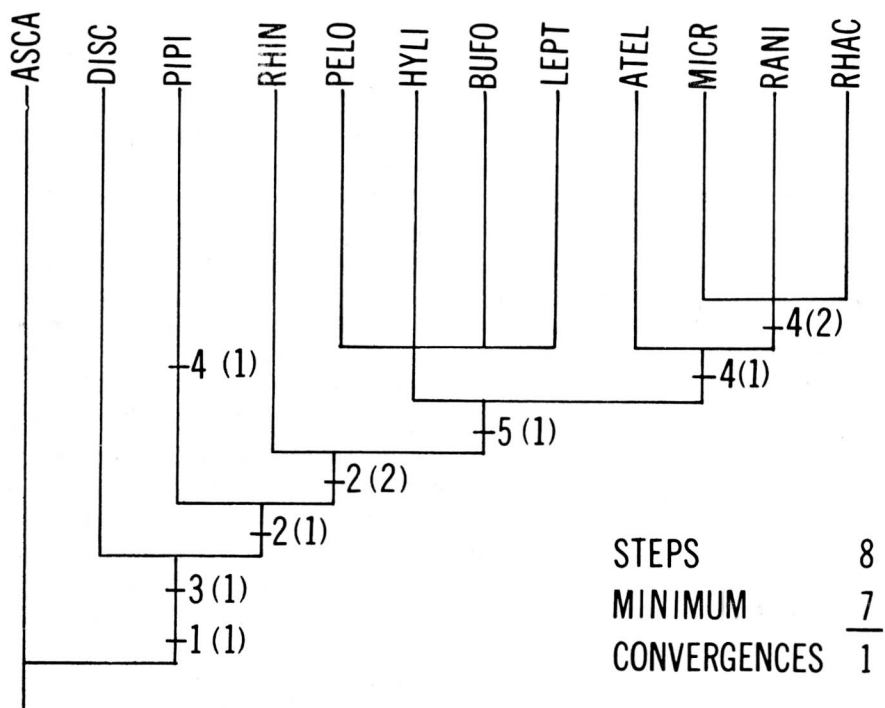 ASCA DISC PIPI RHIN PELO HYLI BUFO LEPT ATEL MICR RANI RHAC
4(2)
4 (1)
4(1)
5 (1)
2(2)
2(1)
3(1)
1(1)
STEPS 8
MINIMUM 7
CONVERGENCES 1